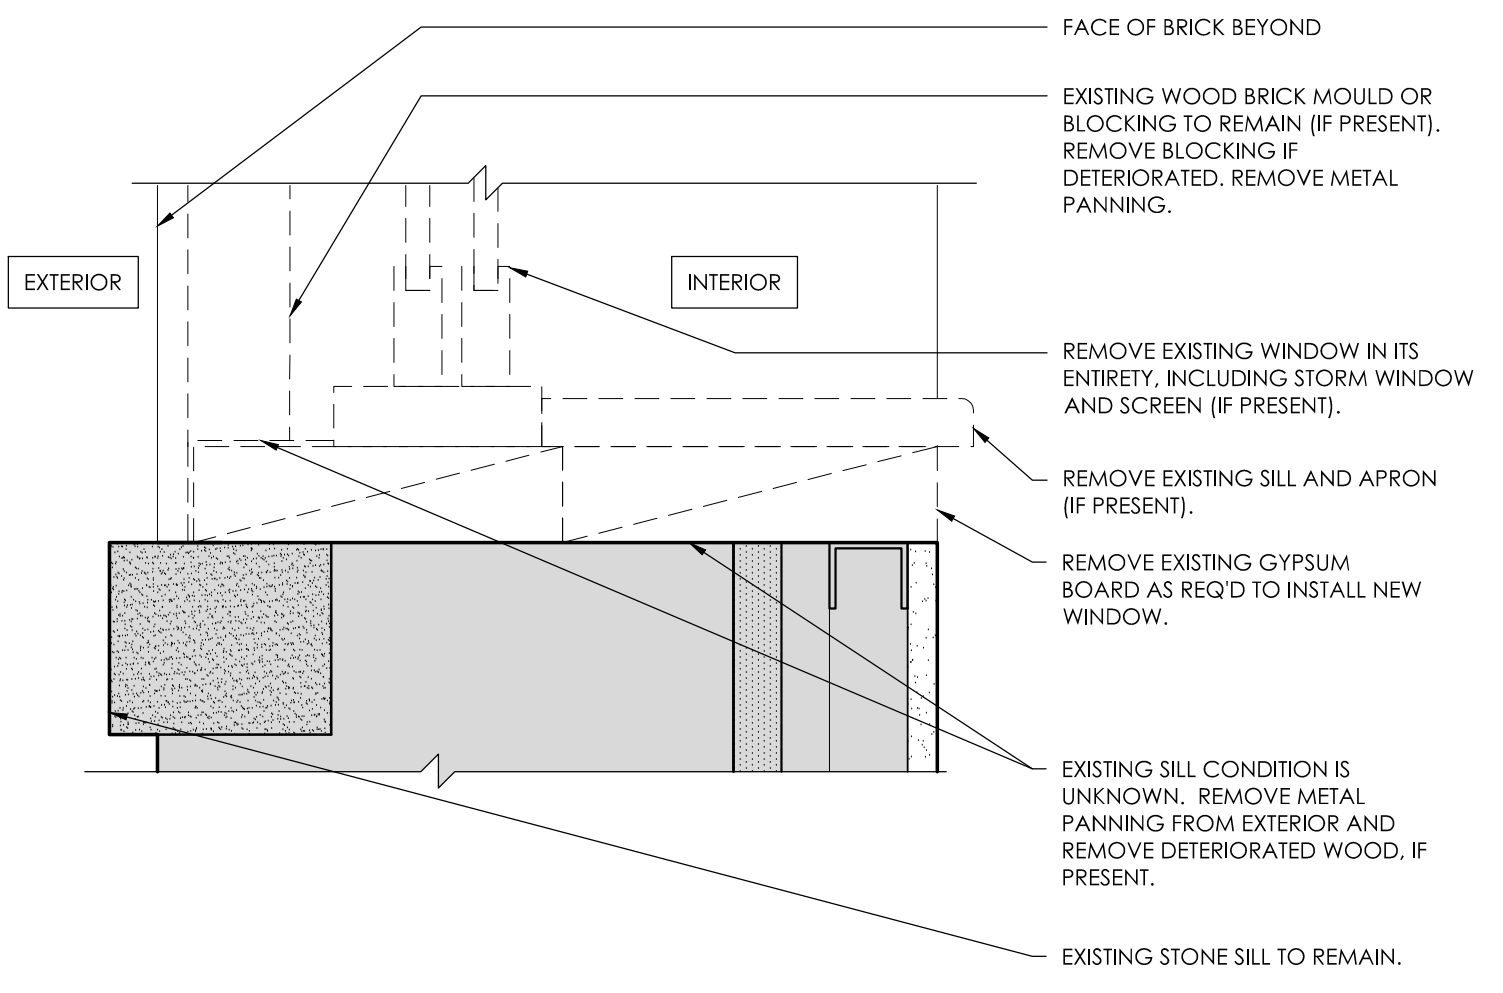 FACE OF BRICK BEYOND
EXISTING WOOD BRICK MOULD OR
BLOCKING TO REMAIN (IF PRESENT).
REMOVE BLOCKING IF
DETERIORATED. REMOVE METAL
PANNING.
EXTERIOR
INTERIOR
REMOVE EXISTING WINDOW IN ITS
ENTIRETY, INCLUDING STORM WINDOW
AND SCREEN (IF PRESENT).
REMOVE EXISTING SILL AND APRON
(IF PRESENT).
REMOVE EXISTING GYPSUM
BOARD AS REQ'D TO INSTALL NEW
WINDOW.
EXISTING SILL CONDITION IS
UNKNOWN. REMOVE METAL
PANNING FROM EXTERIOR AND
REMOVE DETERIORATED WOOD, IF
PRESENT.
EXISTING STONE SILL TO REMAIN.